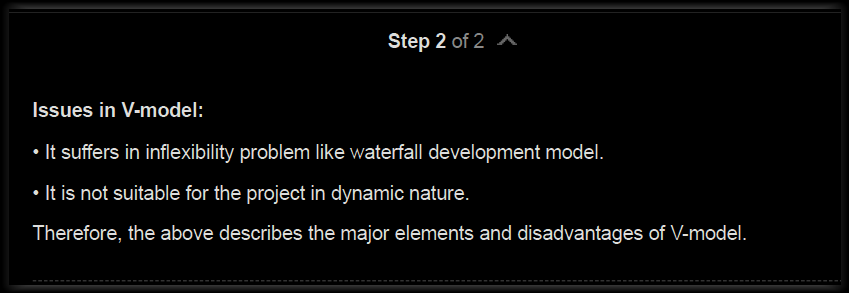 Step 2 of 2
Issues in V-model:
• It suffers in inflexibility problem like waterfall development model.
• It is not suitable for the project in dynamic nature.
Therefore, the above describes the major elements and disadvantages of V-model.